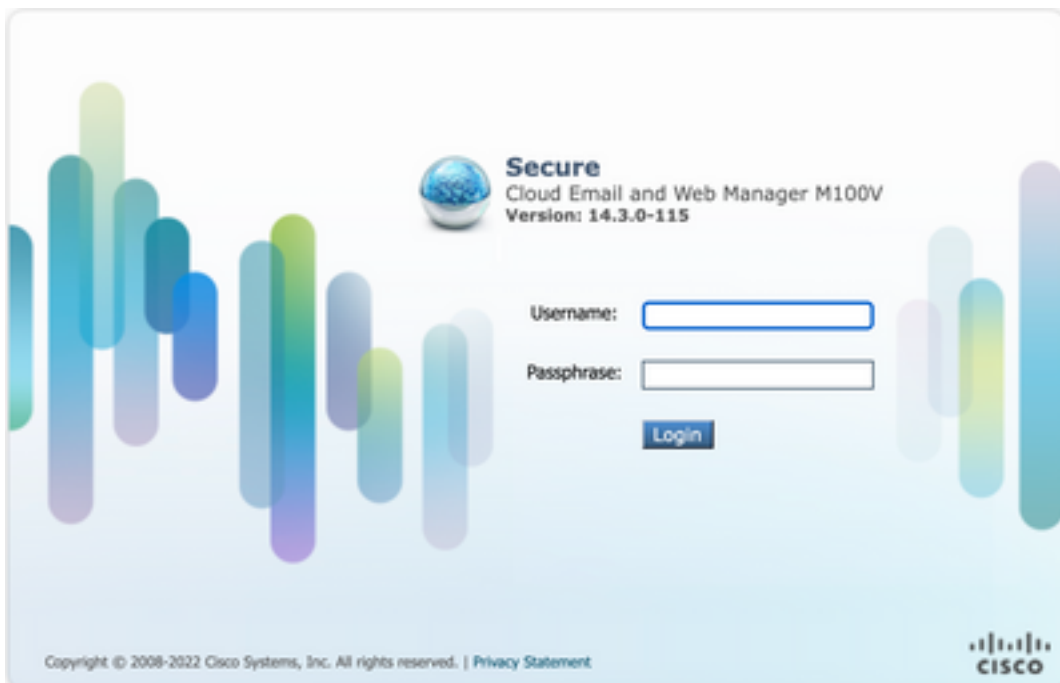 Secure
Cloud Email and Web Manager M100V
Version: 14.3.0-115
Username:
Passphrase:
Login
Copyright © 2008-2022 Cisco Systems, Inc. All rights reserved. | Privacy Statement
CISCO